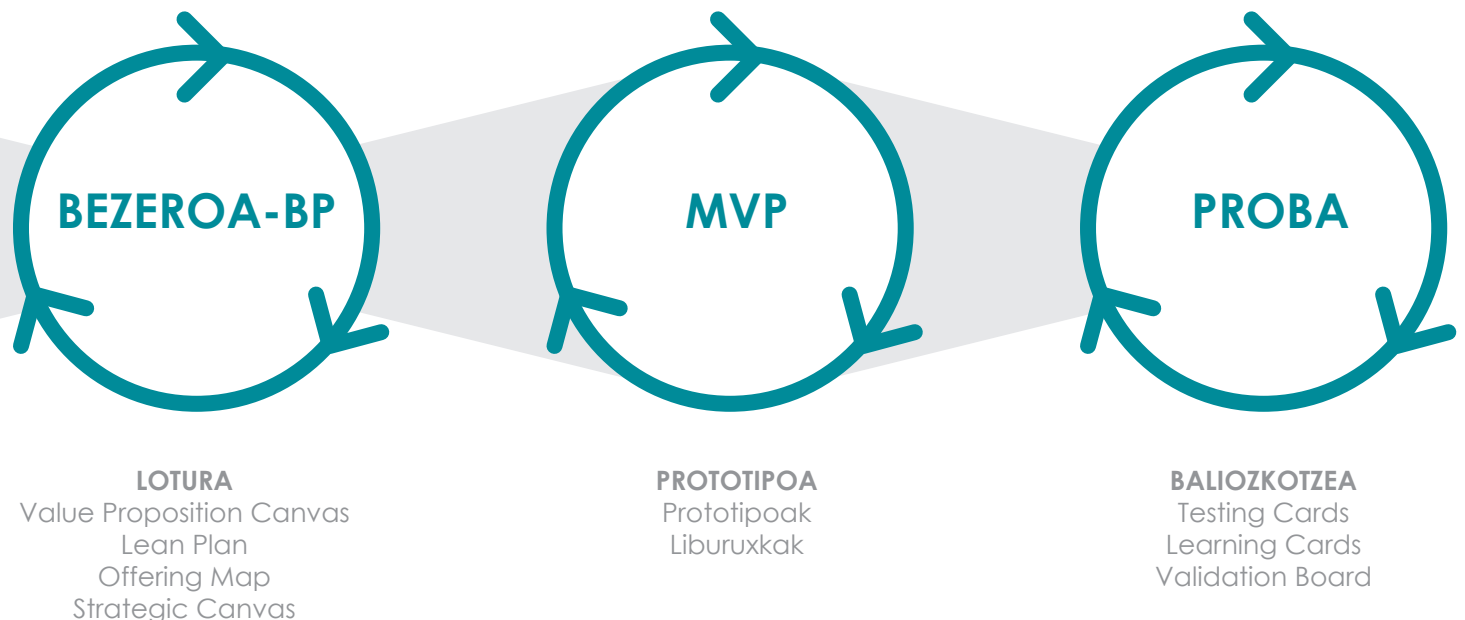 BEZEROA-BP
MVP
PROBA
LOTURA
Value Proposition Canvas
Lean Plan
Offering Map
Strategic Canvas
PROTOTIPOA
Prototipoak
Liburuxkak
BALIOZKOTZEA
Testing Cards
Learning Cards
Validation Board